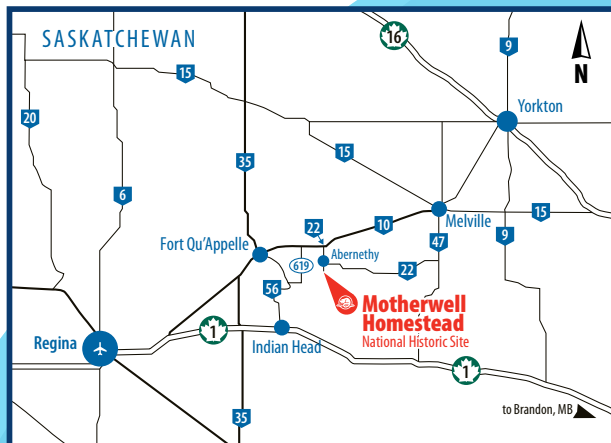 SASKATCHEWAN
16
9
N
15
20
Yorkton
35
15
6
22
10
Melville
15
Fort Qu'Appelle
47
9
619
Abernethy
22
56
Motherwell
Homestead
National Historic Site
1
Regina
Indian Head
1
to Brandon, MB
35